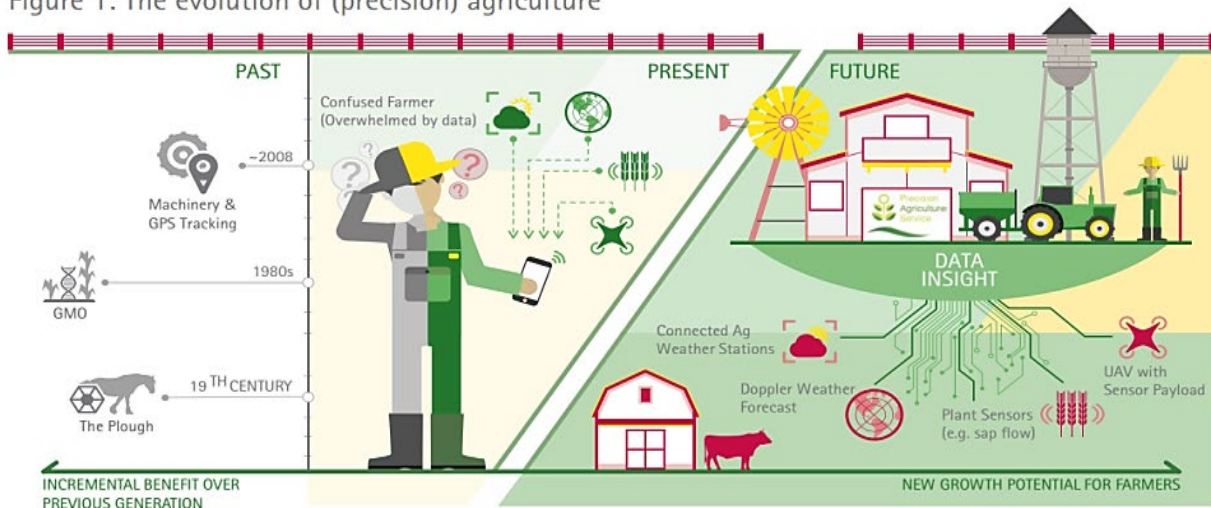 Figure 1: The evolution of (precision) agriculture
PAST
PRESENT
FUTURE
Confused Farmer
(Overwhelmed by data)
~2008
Machinery &
GPS Tracking
1980s
GMO
19TH CENTURY
The Plough
Precision
Agriculture
Service
DATA
INSIGHT
Connected Ag
Weather Stations
Doppler Weather
Forecast
Plant Sensors
(e.g. sap flow)
UAV with
Sensor Payload
INCREMENTAL BENEFIT OVER
PREVIOUS GENERATION
NEW GROWTH POTENTIAL FOR FARMERS